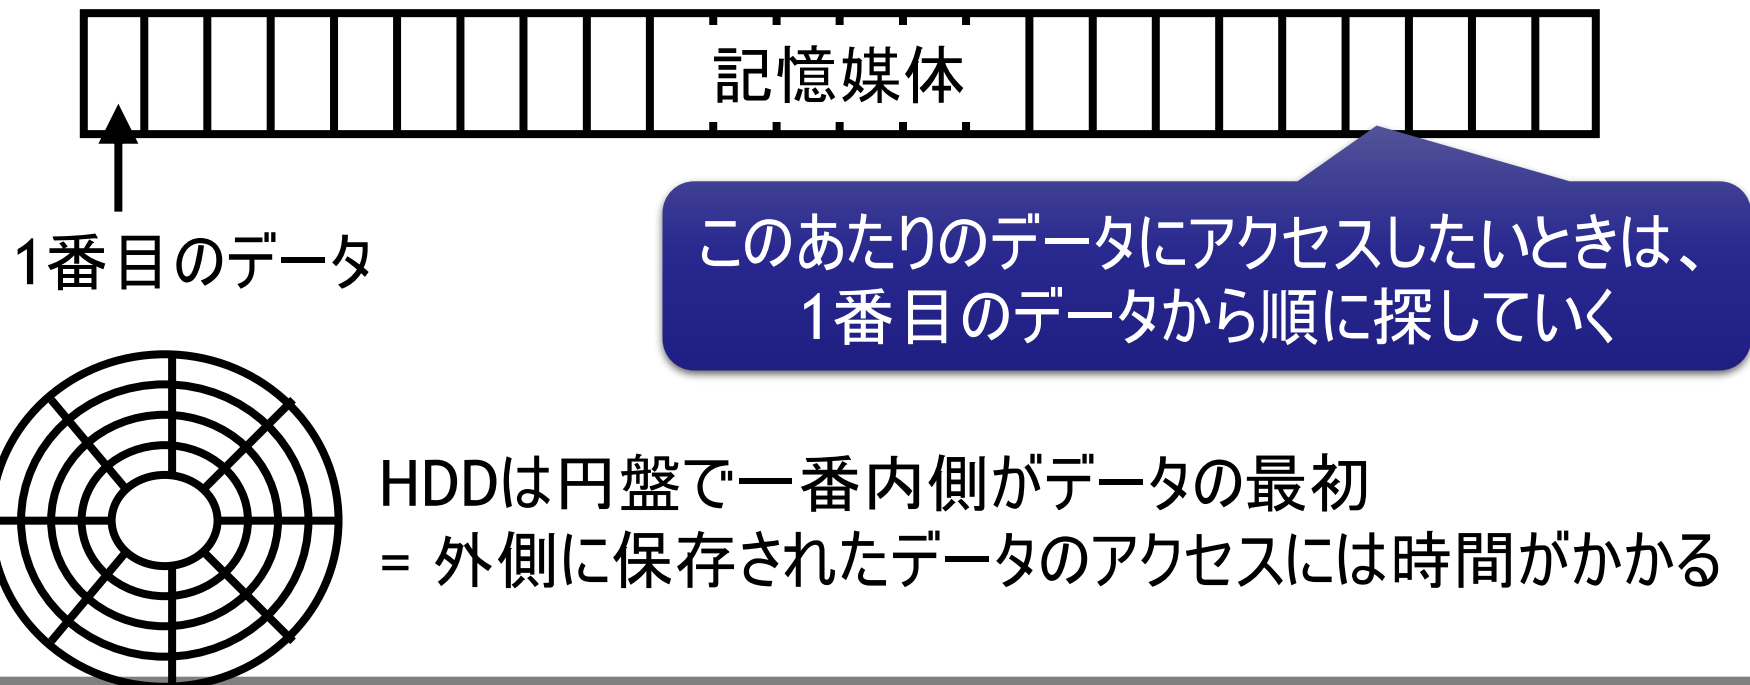 記憶媒体
1番目のデータ
このあたりのデータにアクセスしたいときは、
1番目のデータから順に探していく
HDDは円盤で一番内側がデータの最初
= 外側に保存されたデータのアクセスには時間がかかる